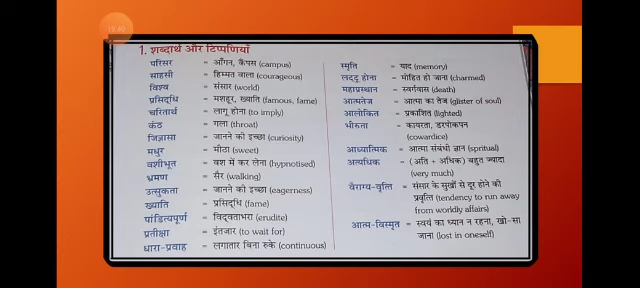 19:40
1. शब्दार्थ और टिप्पणियाँ
परिसर = आँगन, कैंपस (campus)
साहसी = हिम्मत वाला (courageous)
विश्व = संसार (world)
प्रसिद्धि = मशहूर, ख्याति (famous, fame)
चरितार्थ = लागू होना (to imply)
कंठ = गला (throat)
जिज्ञासा = जानने की इच्छा (curiosity)
मधुर = मीठा (sweet)
वशीभूत = वश में कर लेना (hypnotised)
भ्रमण = सैर (walking)
उत्सुकता = जानने की इच्छा (eagerness)
ख्याति = प्रसिद्धि (fame)
पांडित्यपूर्ण = विद्वताभरा (erudite)
प्रतीक्षा = इंतजार (to wait for)
धारा-प्रवाह = लगातार बिना रुके (continuous)
स्मृति = याद (memory)
लट्टू होना = मोहित हो जाना (charmed)
महाप्रस्थान = स्वर्गवास (death)
आत्मतेज = आत्मा का तेज (glister of soul)
आलोकित = प्रकाशित (lighted)
भीरुता = कायरता, डरपोकपन
(cowardice)
आध्यात्मिक = आत्मा संबंधी ज्ञान (spritual)
अत्यधिक = (अति + अधिक) बहुत ज्यादा
(very much)
वैराग्य-वृत्ति = संसार के सुखों से दूर होने की
प्रवृत्ति (tendency to run away
from worldly affairs)
आत्म-विस्मृत = स्वयं का ध्यान न रहना, खो-सा
जाना (lost in oneself)